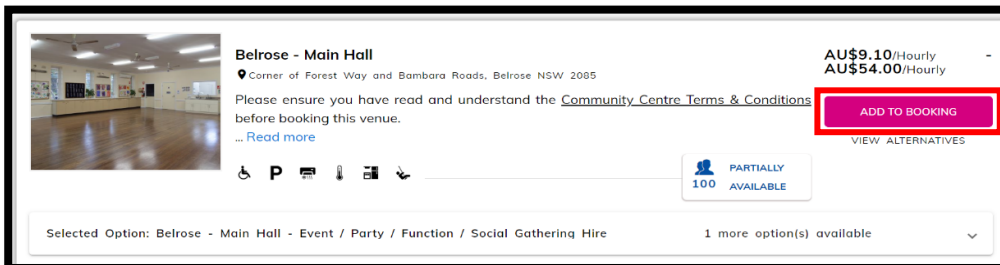 Belrose - Main Hall
Corner of Forest Way and Bambara Roads, Belrose NSW 2085
Please ensure you have read and understand the Community Centre Terms & Conditions
before booking this venue.
... Read more
AU$9.10/Hourly -
AU$54.00/Hourly
ADD TO BOOKING
VIEW ALTERNATIVES
P
100
PARTIALLY
AVAILABLE
Selected Option: Belrose - Main Hall - Event / Party / Function / Social Gathering Hire
1 more option(s) available